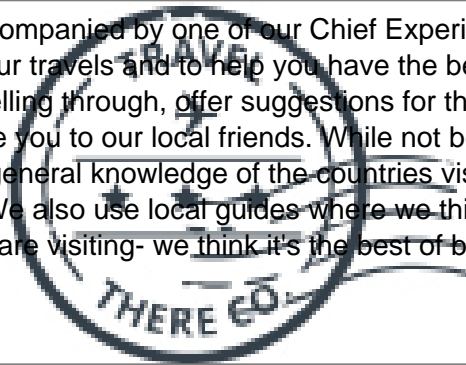 companied by one of our Chief Experi
ur travels and to help you have the be
elling through, offer suggestions for th
e you to our local friends. While not b
general knowledge of the countries vis
We also use local guides where we thi
are visiting- we think it's the best of b
TRAVEL
THERE CO.